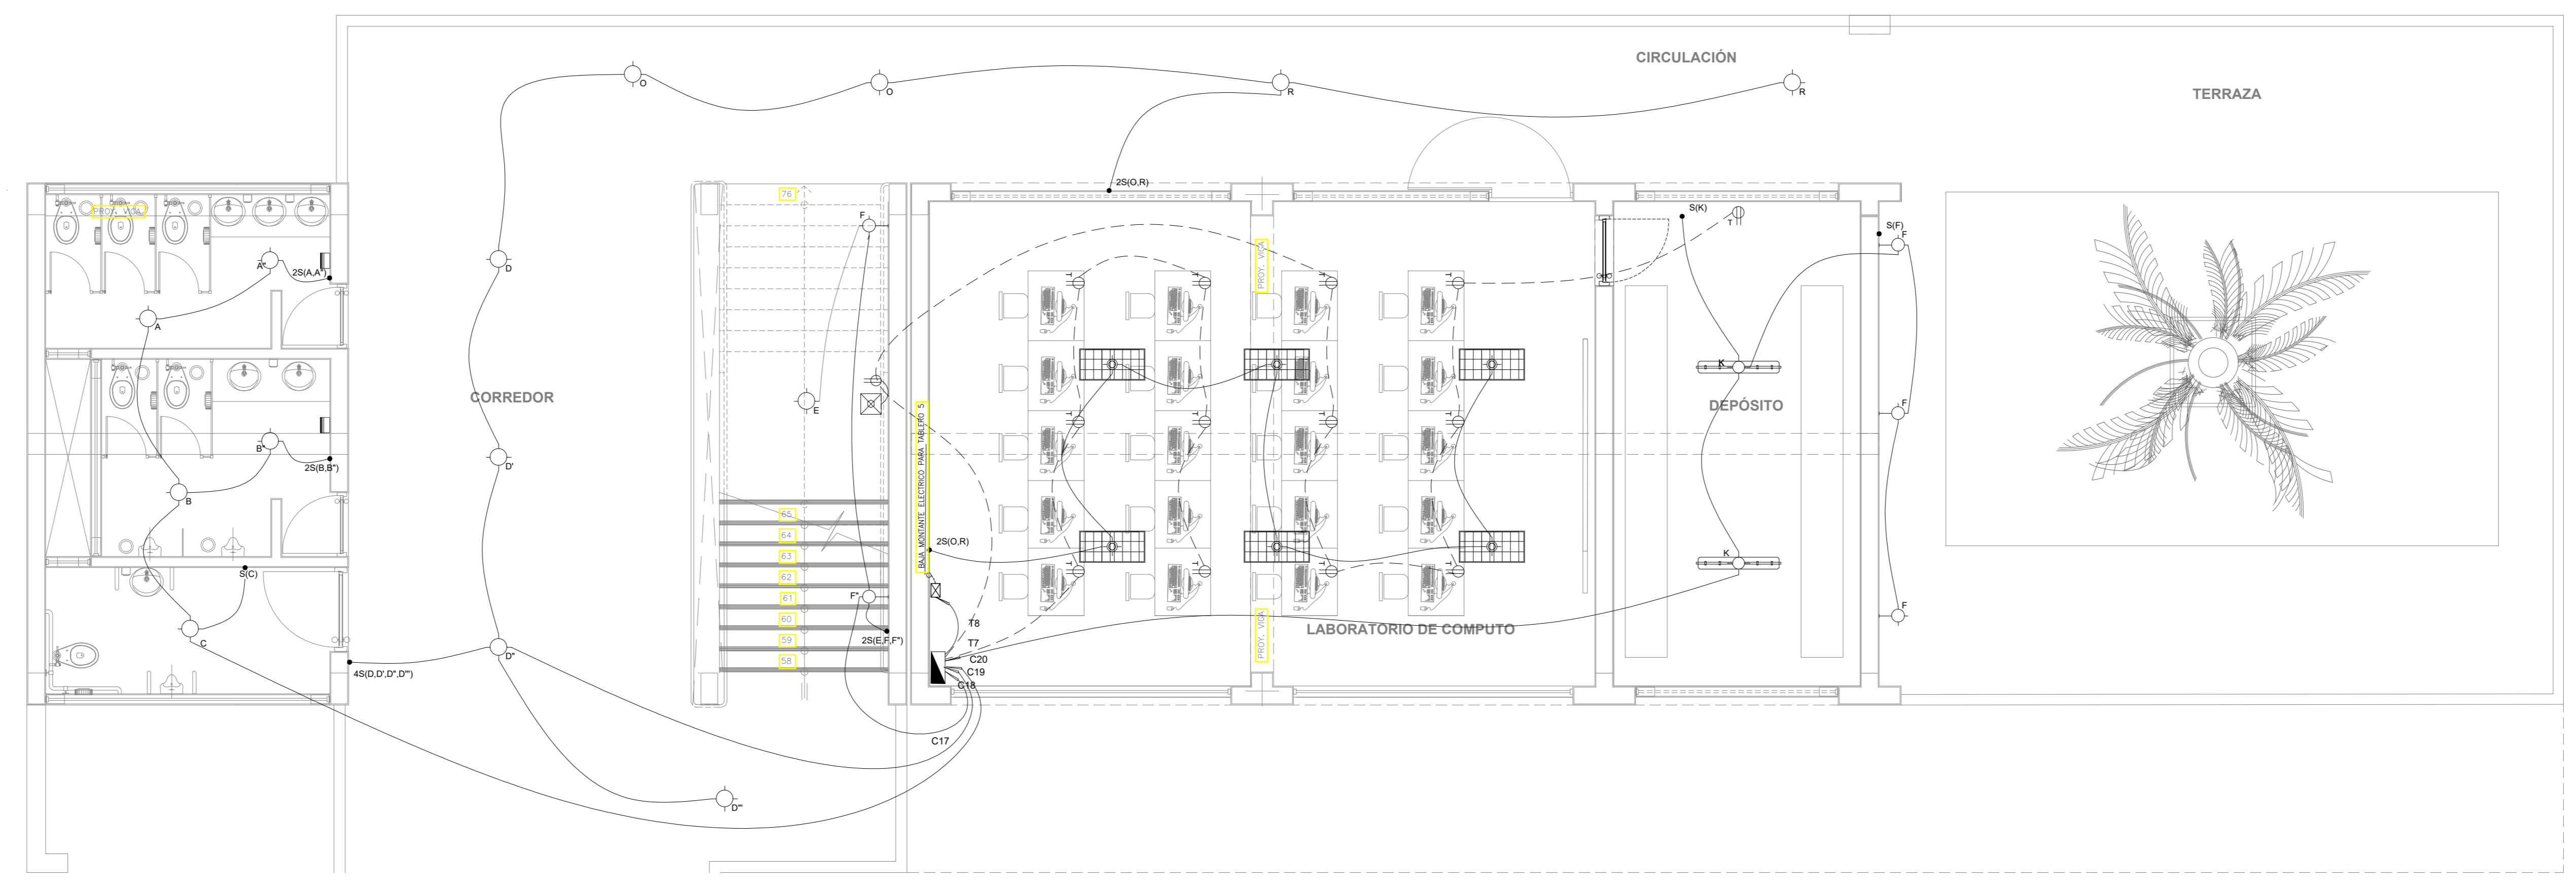 CIRCULACIÓN
TERRAZA
O
O
R
R
2S(O,R)
76
PROY. VIGA
F
S(K)
T
S(F)
F
A"
2S(A,A")
D
PROY. VIGA
T
T
T
T
A
K
CORREDOR
E
DEPÓSITO
F
T
T
T
T
B"
2S(B,B")
D'
BAJA MONTANTE ELECTRICO PARA TABLERO 5
B
65
64
63
62
61
60
59
58
2S(O,R)
K
S(C)
T
T
T
T
F"
F
C
2S(E,F,F")
T8
T7
C20
C19
C18
LABORATORIO DE COMPUTO
PROY. VIGA
D"
4S(D,D',D",D"')
C17
D"'